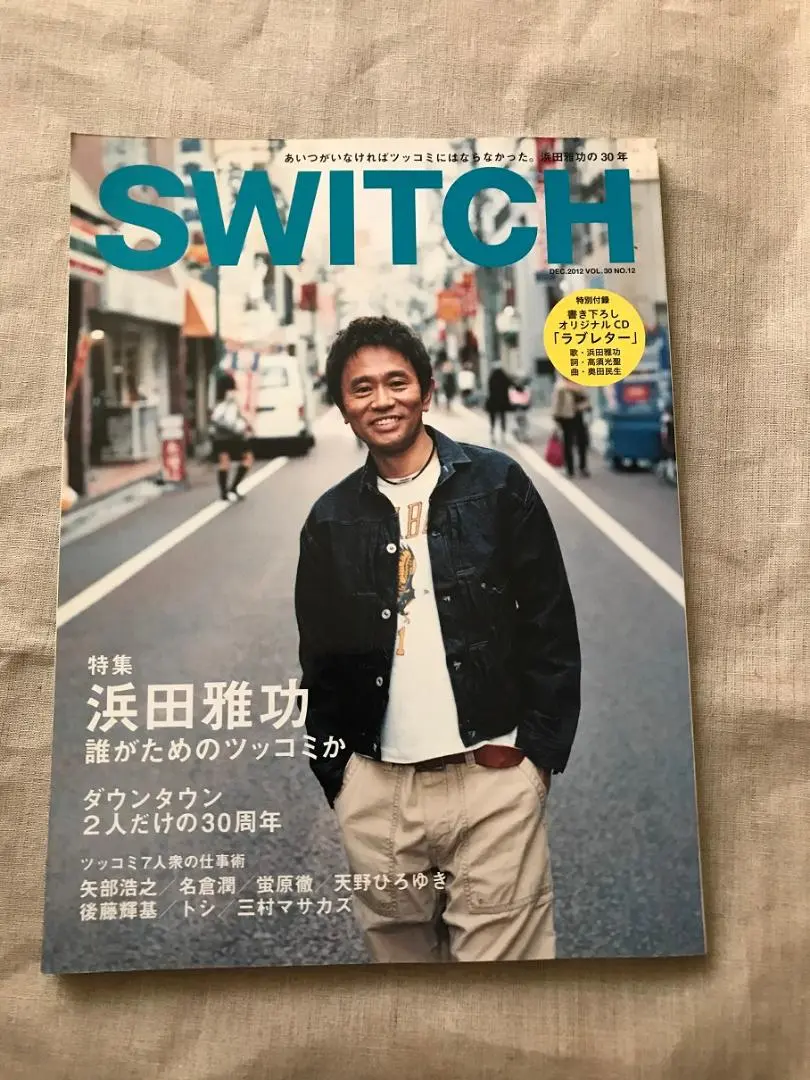 あいつがいなければツッコミにはならなかった。浜田雅功の30年
SWITCH
DEC.2012 VOL.30 NO.12
特別付録
書き下ろし
オリジナルCD
「ラブレター」
歌・浜田雅功
詞・高須光聖
曲・奥田民生
特集
浜田雅功
誰がためのツッコミか
ダウンタウン
2人だけの30周年
ツッコミ7人衆の仕事術
矢部浩之／名倉潤／蛍原徹／天野ひろゆき
後藤輝基／トシ／三村マサカズ